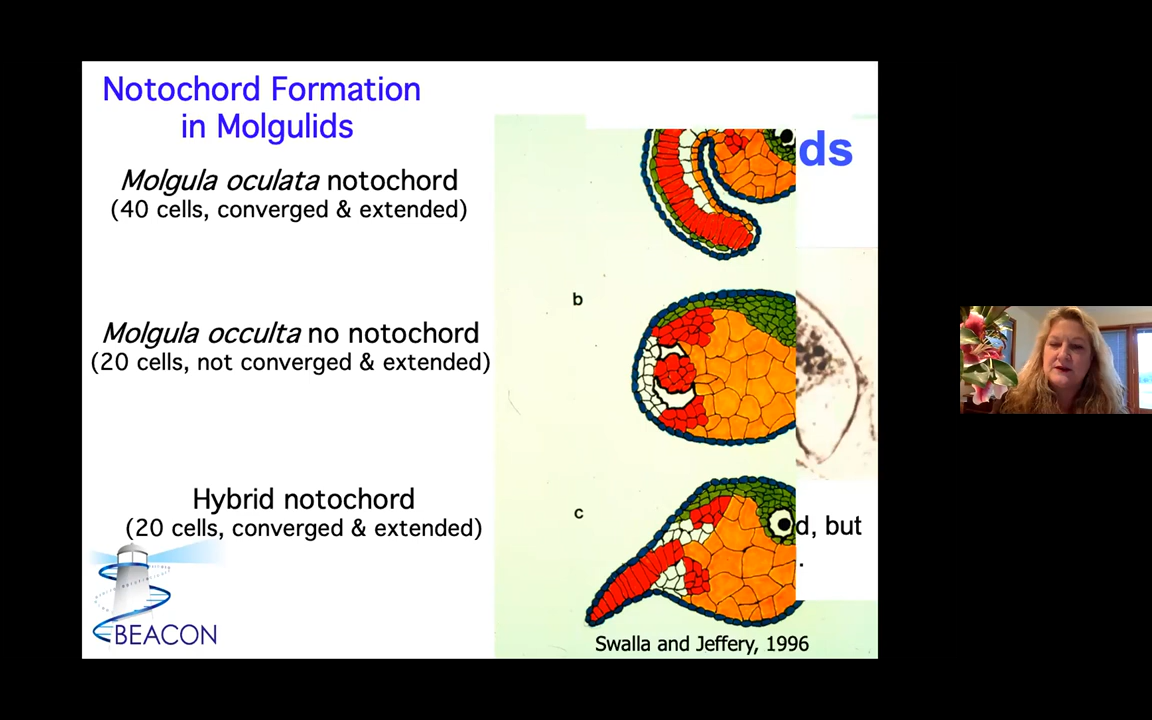 Notochord Formation
in Molgulids
ds
Molgula oculata notochord
(40 cells, converged & extended)
b
Molgula occulta no notochord
(20 cells, not converged & extended)
Hybrid notochord
c
(20 cells, converged & extended)
d, but
.
BEACON
Swalla and Jeffery, 1996